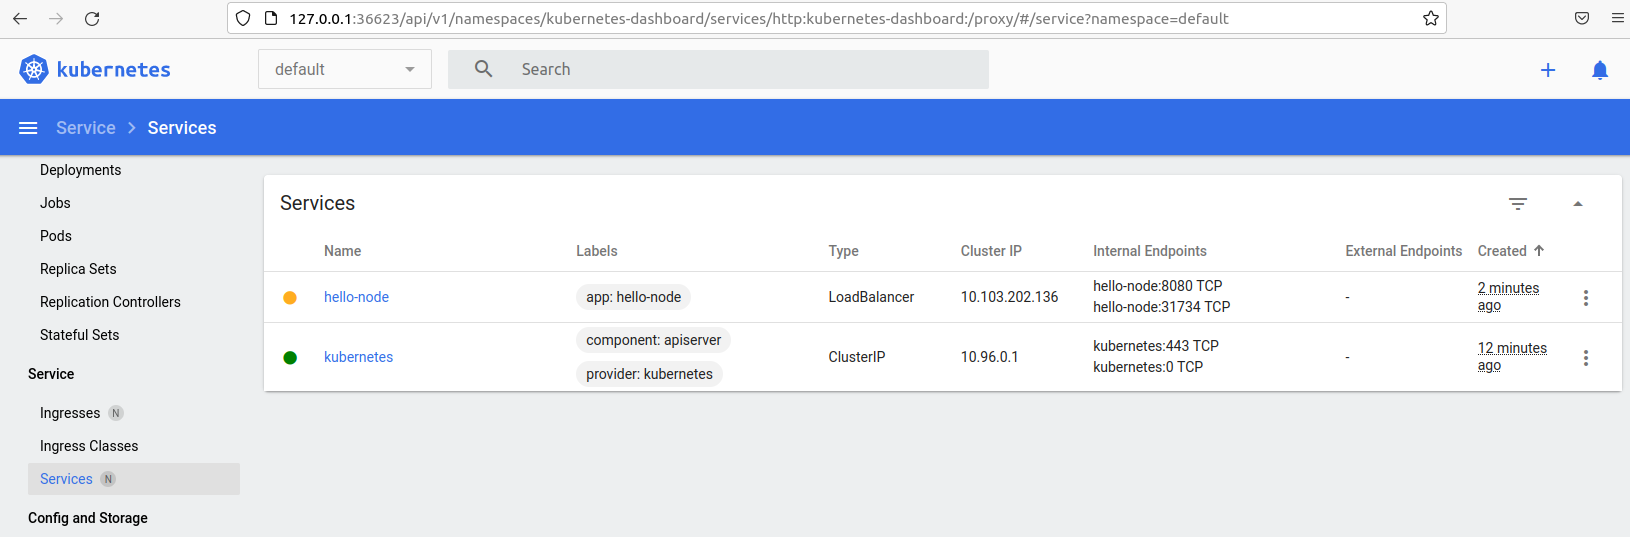 127.0.0.1:36623/api/v1/namespaces/kubernetes-dashboard/services/http:kubernetes-dashboard:/proxy/#/service?namespace=default
kubernetes
default
Search
Service
Services
Deployments
Jobs
Pods
Replica Sets
Replication Controllers
Stateful Sets
Service
Ingresses N
Ingress Classes
Services N
Config and Storage
Services
Name Labels Type Cluster IP Internal Endpoints External Endpoints Created
hello-node app: hello-node LoadBalancer 10.103.202.136 hello-node:8080 TCP - 2 minutes
hello-node:31734 TCP ago
component: apiserver
kubernetes ClusterIP 10.96.0.1 kubernetes:443 TCP - 12 minutes
provider: kubernetes kubernetes:0 TCP ago